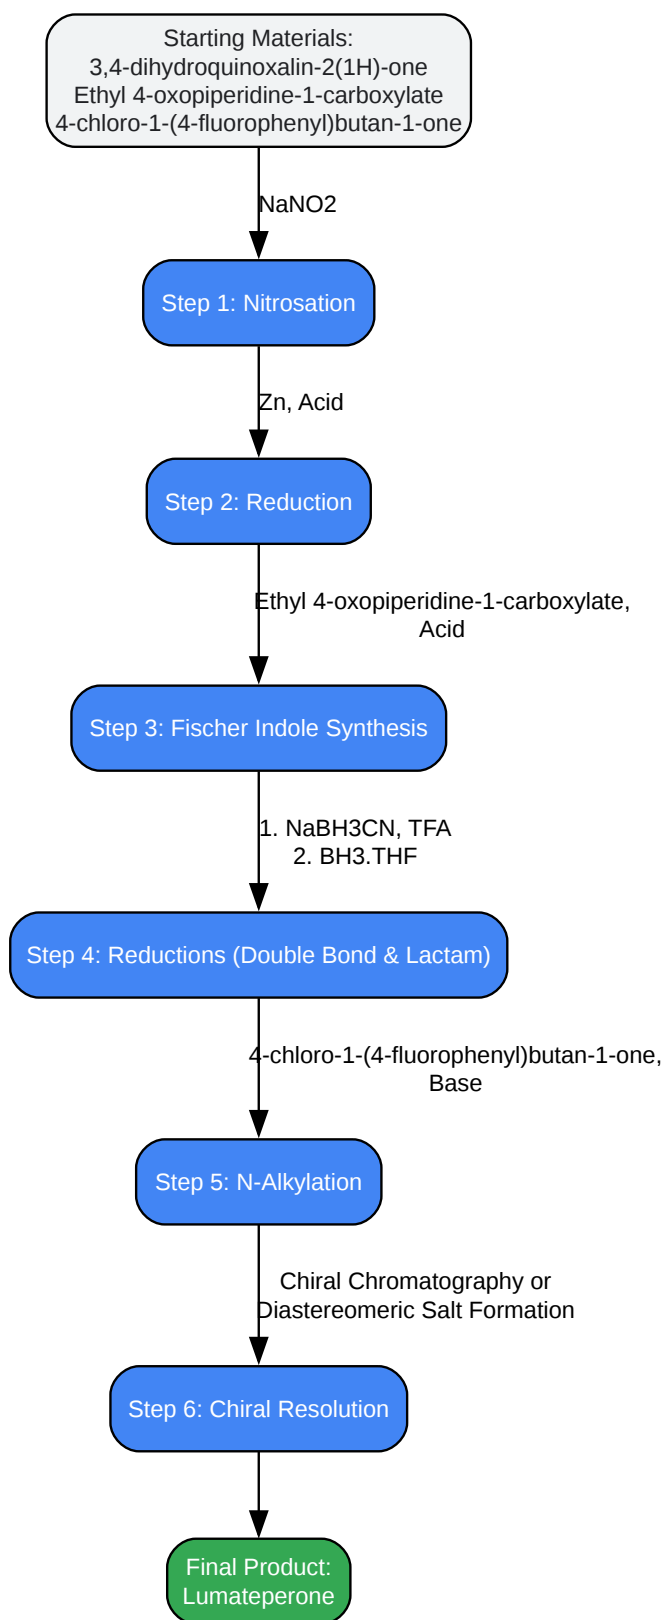 Starting Materials:
3,4-dihydroquinoxalin-2(1H)-one
Ethyl 4-oxopiperidine-1-carboxylate
4-chloro-1-(4-fluorophenyl)butan-1-one
NaNO2
Step 1: Nitrosation
Zn, Acid
Step 2: Reduction
Ethyl 4-oxopiperidine-1-carboxylate,
Acid
Step 3: Fischer Indole Synthesis
1. NaBH3CN, TFA
2. BH3.THF
Step 4: Reductions (Double Bond & Lactam)
4-chloro-1-(4-fluorophenyl)butan-1-one,
Base
Step 5: N-Alkylation
Chiral Chromatography or
Diastereomeric Salt Formation
Step 6: Chiral Resolution
Final Product:
Lumateperone